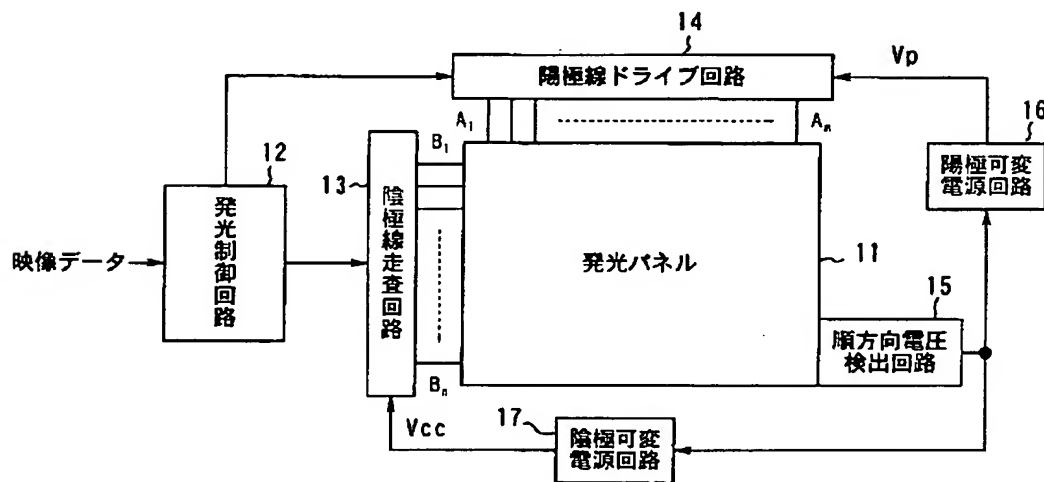 14
陽極線ドライブ回路
Vp
16
陽極可変
電源回路
A₁
Aₘ
B₁
12
13
発光制御回路
陰極線走査回路
映像データ
発光パネル
11
15
順方向電圧
検出回路
Bₙ
Vcc
17
陰極可変
電源回路